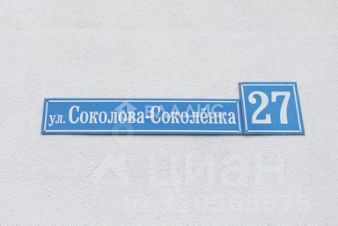 ул. Соколова-Соколёнка 27
циан